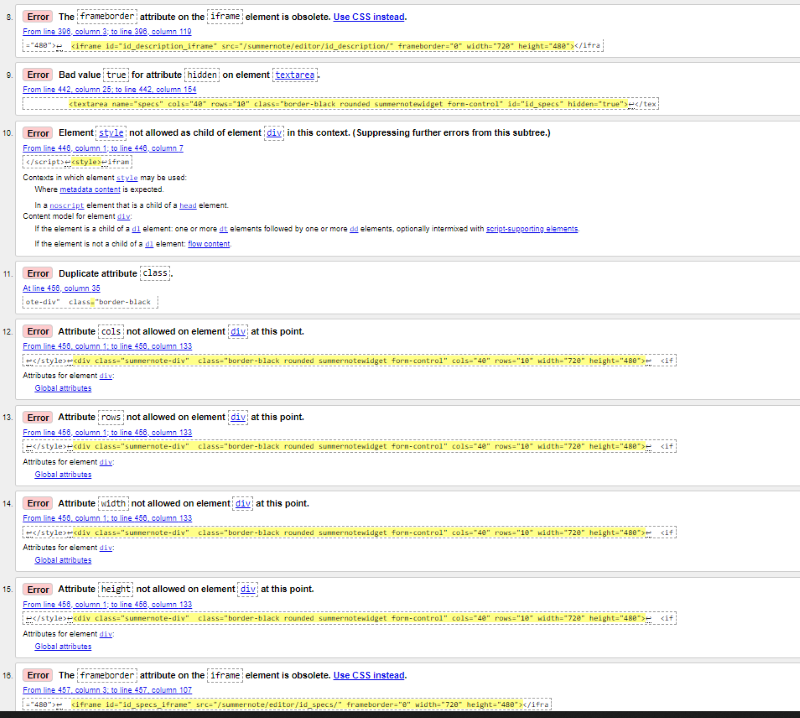 8. Error The frameborder attribute on the iframe element is obsolete. Use CSS instead.
From line 396, column 3; to line 396, column 119
="480">↩ <iframe id="id_description_iframe" src="/summernote/editor/id_description/" frameborder="0" width="720" height="480"></ifra
9. Error Bad value true for attribute hidden on element textarea.
From line 442, column 25; to line 442, column 154
<textarea name="specs" cols="40" rows="10" class="border-black rounded summernotewidget form-control" id="id_specs" hidden="true">↩</tex
10. Error Element style not allowed as child of element div in this context. (Suppressing further errors from this subtree.)
From line 446, column 1; to line 446, column 7
</script>↩<style>↩ifram
Contexts in which element style may be used:
Where metadata content is expected.
In a noscript element that is a child of a head element.
Content model for element div:
If the element is a child of a dl element: one or more dt elements followed by one or more dd elements, optionally intermixed with script-supporting elements.
If the element is not a child of a dl element: flow content.
11. Error Duplicate attribute class.
At line 456, column 35
ote-div" class="border-black
12. Error Attribute cols not allowed on element div at this point.
From line 456, column 1; to line 456, column 133
↩</style>↩<div class="summernote-div" class="border-black rounded summernotewidget form-control" cols="40" rows="10" width="720" height="480">↩ <if
Attributes for element div:
Global attributes
13. Error Attribute rows not allowed on element div at this point.
From line 456, column 1; to line 456, column 133
↩</style>↩<div class="summernote-div" class="border-black rounded summernotewidget form-control" cols="40" rows="10" width="720" height="480">↩ <if
Attributes for element div:
Global attributes
14. Error Attribute width not allowed on element div at this point.
From line 456, column 1; to line 456, column 133
↩</style>↩<div class="summernote-div" class="border-black rounded summernotewidget form-control" cols="40" rows="10" width="720" height="480">↩ <if
Attributes for element div:
Global attributes
15. Error Attribute height not allowed on element div at this point.
From line 456, column 1; to line 456, column 133
↩</style>↩<div class="summernote-div" class="border-black rounded summernotewidget form-control" cols="40" rows="10" width="720" height="480">↩ <if
Attributes for element div:
Global attributes
16. Error The frameborder attribute on the iframe element is obsolete. Use CSS instead.
From line 457, column 3; to line 457, column 107
="480">↩ <iframe id="id_specs_iframe" src="/summernote/editor/id_specs/" frameborder="0" width="720" height="480"></ifra